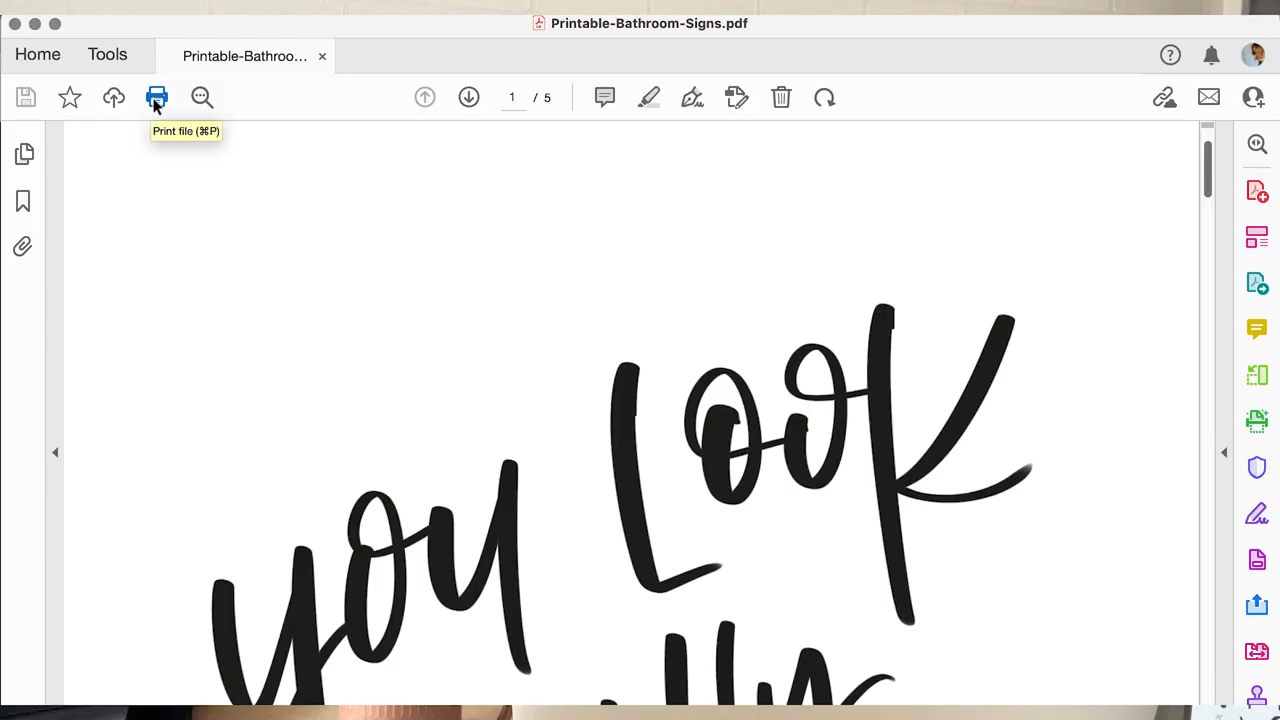 Printable-Bathroom-Signs.pdf
Home Tools Printable-Bathroo... ×
1 / 5
Print file (⌘P)
Look
you